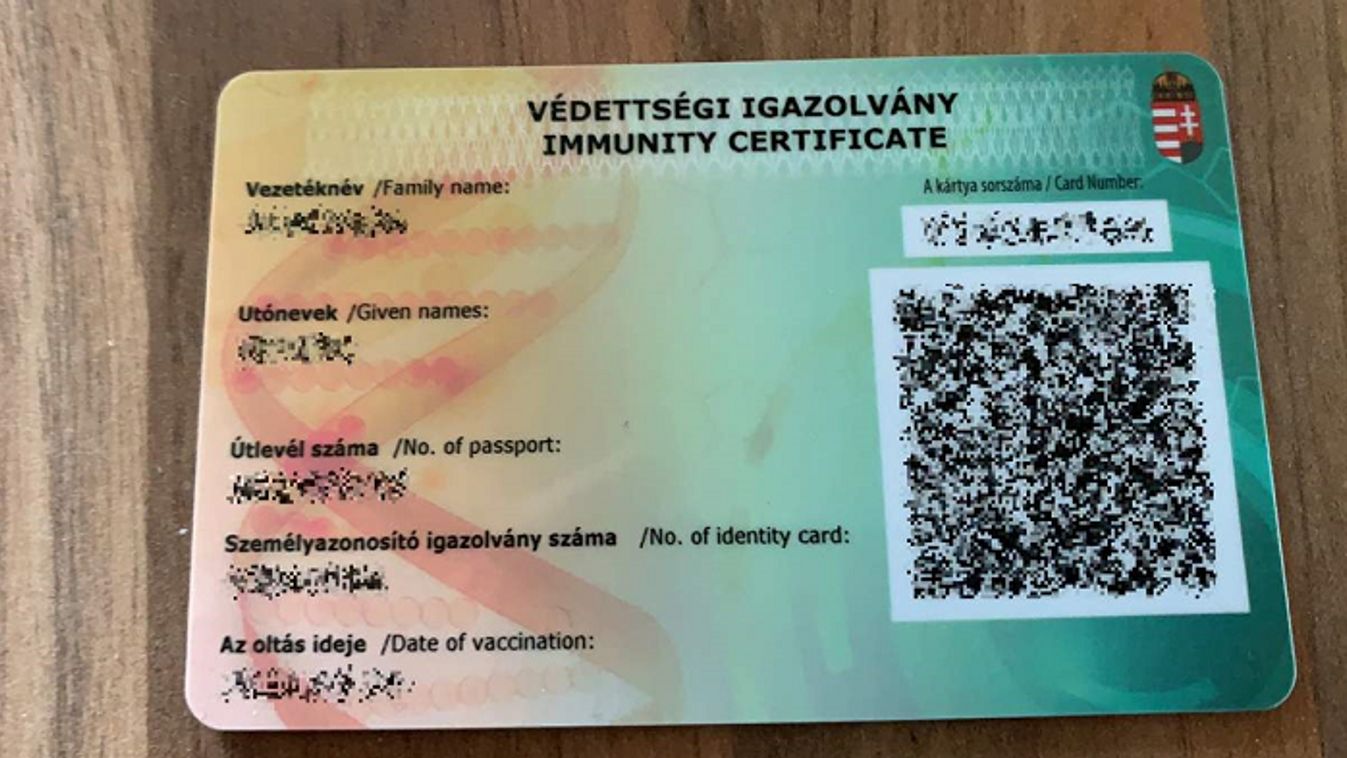 VÉDETTSÉGI IGAZOLVÁNY
IMMUNITY CERTIFICATE
Vezetéknév /Family name:
A kártya sorszáma / Card Number:
Utónevek /Given names:
Útlevél száma /No. of passport:
Személyazonosító igazolvány száma /No. of identity card:
Az oltás ideje /Date of vaccination: